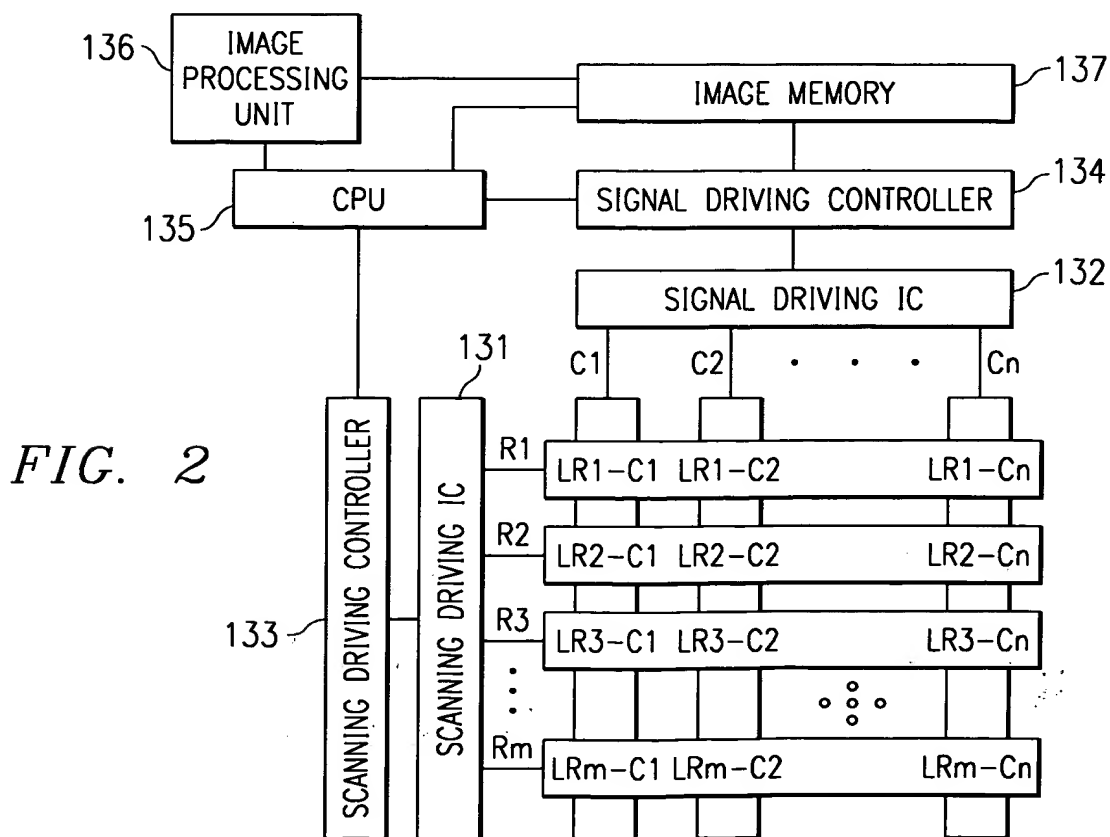 136
IMAGE
PROCESSING
UNIT
IMAGE MEMORY
137
CPU
135
SIGNAL DRIVING CONTROLLER
134
SIGNAL DRIVING IC
132
C1 C2 Cn
131
FIG. 2
133
SCANNING DRIVING CONTROLLER
SCANNING DRIVING IC
R1 LR1-C1 LR1-C2 LR1-Cn
R2 LR2-C1 LR2-C2 LR2-Cn
R3 LR3-C1 LR3-C2 LR3-Cn
Rm LRm-C1 LRm-C2 LRm-Cn